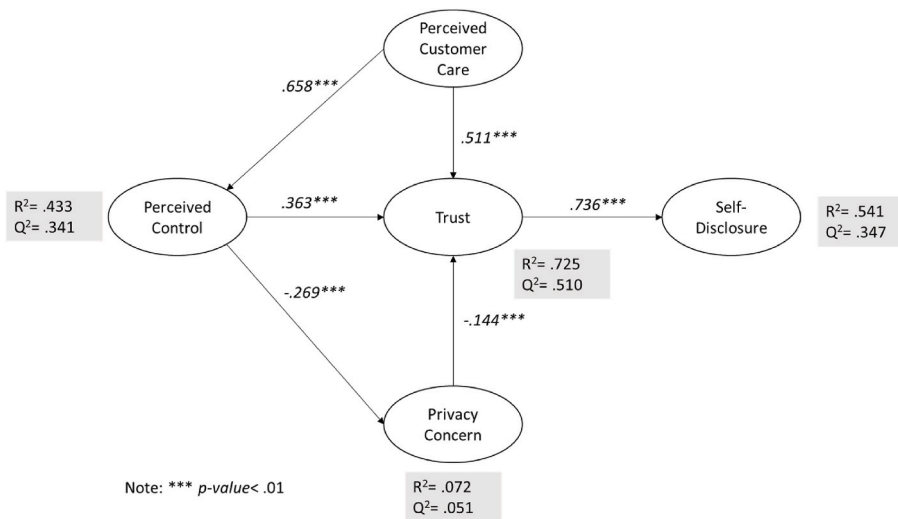 Perceived
Customer
Care
.658***
.511***
R²= .433
Q²= .341
Perceived
Control
.363***
Trust
.736***
Self-
Disclosure
R²= .541
Q²= .347
R²= .725
Q²= .510
-.269***
-.144***
Privacy
Concern
Note: *** p-value< .01
R²= .072
Q²= .051